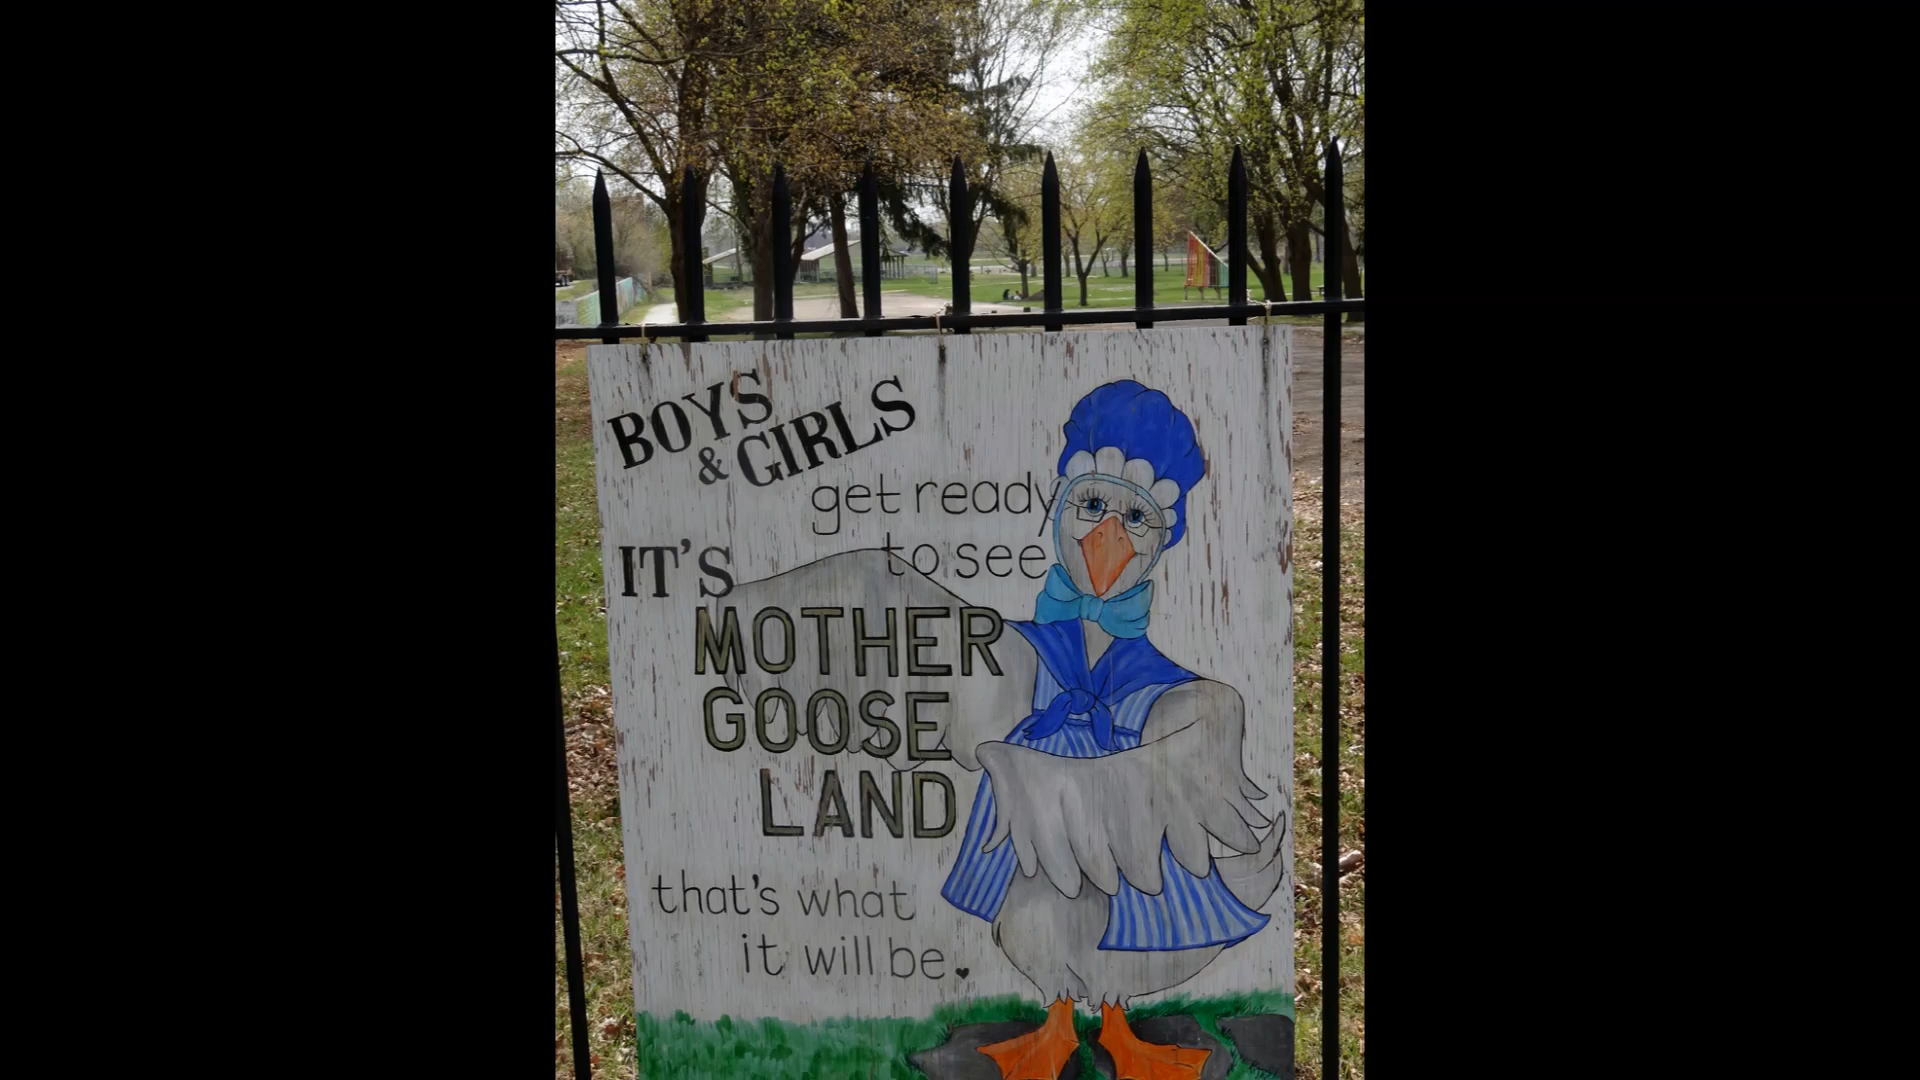 BOYS
& GIRLS
get ready
to see
IT'S
MOTHER
GOOSE
LAND
that's what
it will be.